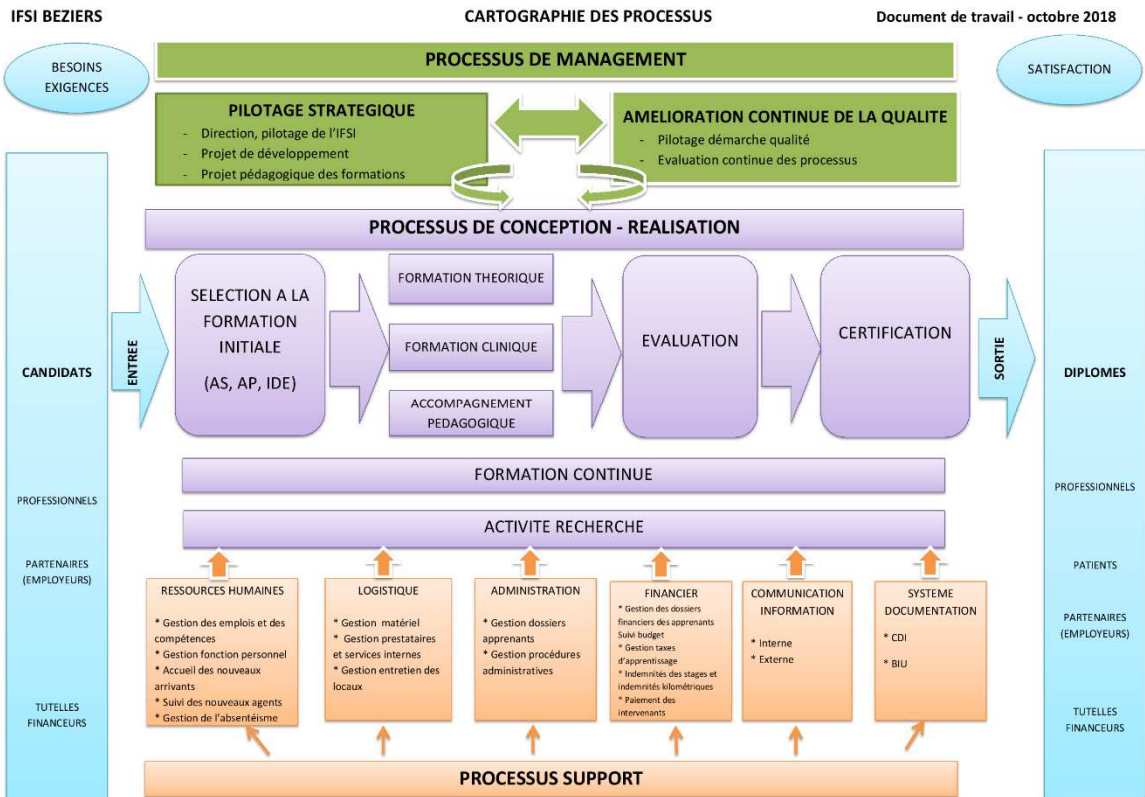 IFSI BEZIERS
CARTOGRAPHIE DES PROCESSUS
Document de travail - octobre 2018
BESOINS
EXIGENCES
PROCESSUS DE MANAGEMENT
SATISFACTION
PILOTAGE STRATEGIQUE
- Direction, pilotage de l'IFSI
- Projet de développement
- Projet pédagogique des formations
AMELIORATION CONTINUE DE LA QUALITE
- Pilotage démarche qualité
- Evaluation continue des processus
PROCESSUS DE CONCEPTION - REALISATION
CANDIDATS
PROFESSIONNELS
PARTENAIRES
(EMPLOYEURS)
TUTELLES
FINANCEURS
ENTREE
SELECTION A LA
FORMATION
INITIALE
(AS, AP, IDE)
FORMATION THEORIQUE
FORMATION CLINIQUE
ACCOMPAGNEMENT
PEDAGOGIQUE
EVALUATION
CERTIFICATION
SORTIE
DIPLOMES
PROFESSIONNELS
PATIENTS
PARTENAIRES
(EMPLOYEURS)
TUTELLES
FINANCEURS
FORMATION CONTINUE
ACTIVITE RECHERCHE
RESSOURCES HUMAINES
* Gestion des emplois et des
compétences
* Gestion fonction personnel
* Accueil des nouveaux
arrivants
* Suivi des nouveaux agents
* Gestion de l'absentéisme
LOGISTIQUE
* Gestion matériel
* Gestion prestataires
et services internes
* Gestion entretien des
locaux
ADMINISTRATION
* Gestion dossiers
apprenants
* Gestion procédures
administratives
FINANCIER
* Gestion des dossiers
financiers des apprenants
Suivi budget
* Gestion taxes
d'apprentissage
* Indemnités des stages et
indemnités kilométriques
* Paiement des
intervenants
COMMUNICATION
INFORMATION
* Interne
* Externe
SYSTEME
DOCUMENTATION
* CDI
* BIU
PROCESSUS SUPPORT